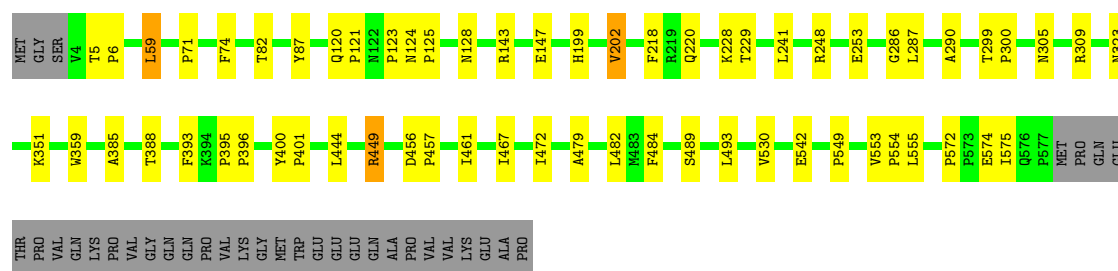 MET GLY SER V4 T5 P6 L59 P71 F74 T82 Y87 Q120 P121 N122 P123 N124 P125 N128 R143 E147 H199 V202 F218 R219 Q220 K228 T229 L241 R248 E253 G286 L287 A290 T299 P300 N305 R309
K351 W359 A385 T388 F393 K394 P395 P396 Y400 P401 L444 R449 D456 P457 I461 I467 I472 A479 L482 M483 F484 S489 L493 V530 E542 P549 V553 P554 L555 P572 P573 E574 I575 Q576 P577 MET PRO GLN
THR PRO VAL GLN LYS PRO VAL GLY GLN GLN PRO VAL LYS GLY MET TRP GLU GLU GLU GLN ALA PRO VAL VAL LYS GLU ALA PRO